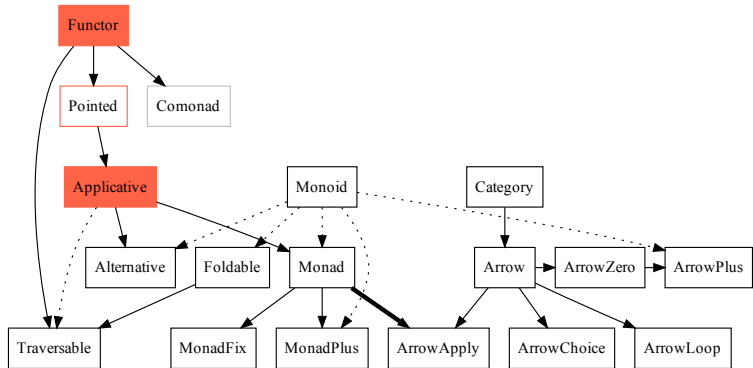 Functor
Pointed
Comonad
Applicative
Monoid
Category
Alternative
Foldable
Monad
Arrow
ArrowZero
ArrowPlus
Traversable
MonadFix
MonadPlus
ArrowApply
ArrowChoice
ArrowLoop